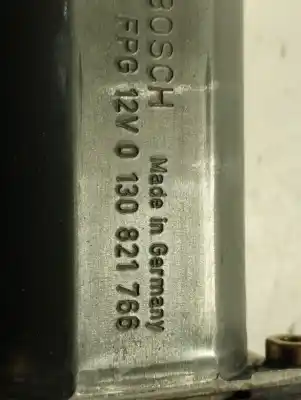 BOSCH
FPG 12V 0 130 821 766
Made in Germany